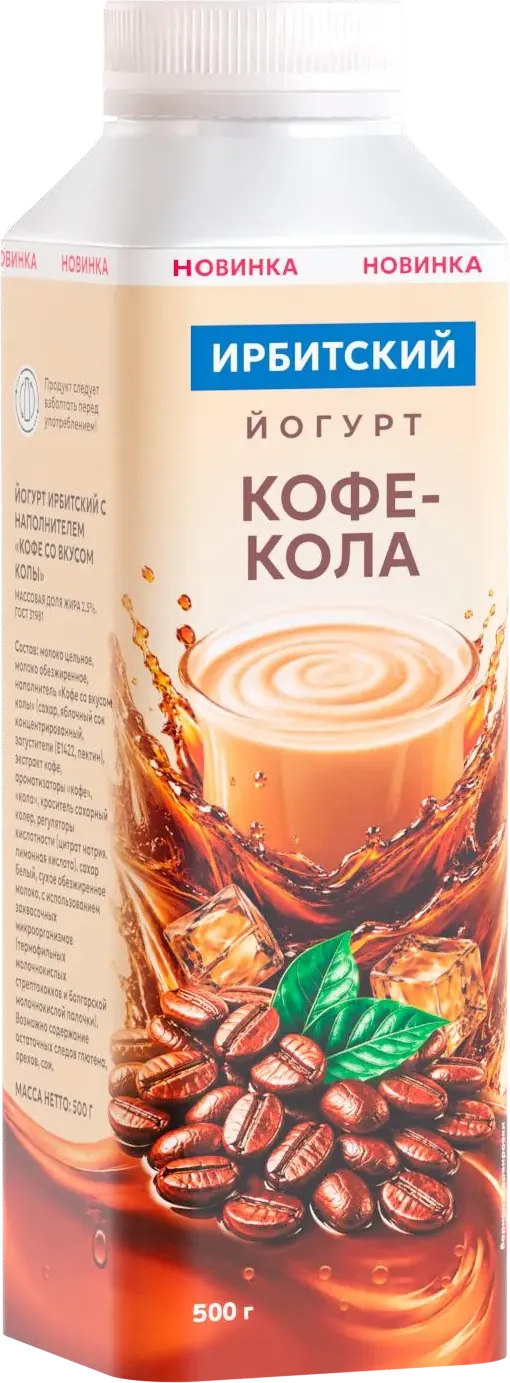 НОВИНКА
НОВИНКА
НОВИНКА
ИРБИТСКИЙ
ЙОГУРТ
КОФЕ-
КОЛА
500 г
Продукт следует
взболтать перед
употреблением!
ЙОГУРТ ИРБИТСКИЙ С
НАПОЛНИТЕЛЕМ
«КОФЕ СО ВКУСОМ
КОЛЫ»
МАССОВАЯ ДОЛЯ ЖИРА 2,5%
ГОСТ 31981
Состав: молоко цельное,
молоко обезжиренное,
наполнитель «Кофе со вкусом
колы» (сахар, яблочный сок
концентрированный,
загустители (Е1422, пектин),
экстракт кофе,
ароматизаторы «кофе»,
«кола», краситель сахарный
колер, регуляторы
кислотности (цитрат натрия,
лимонная кислота), сахар
белый, сухое обезжиренное
молоко, с использованием
заквасочных
микроорганизмов
(термофильных
молочнокислых
стрептококков и болгарской
молочнокислой палочки).
Возможно содержание
остаточных следов глютена,
орехов, сои.
МАССА НЕТТО: 500 Г